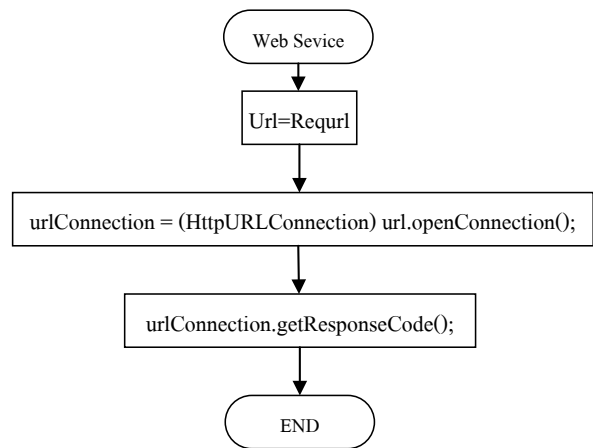 Web Sevice
Url=Requrl
urlConnection = (HttpURLConnection) url.openConnection();
urlConnection.getResponseCode();
END